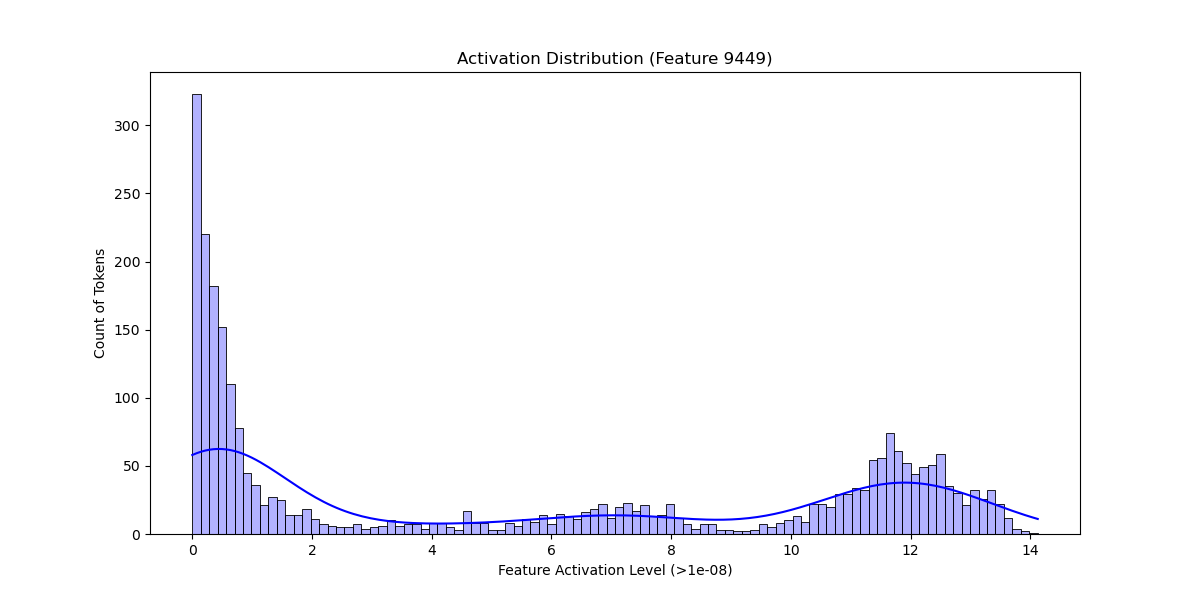 Activation Distribution (Feature 9449)
Count of Tokens
300
250
200
150
100
50
0
0 2 4 6 8 10 12 14
Feature Activation Level (>1e-08)